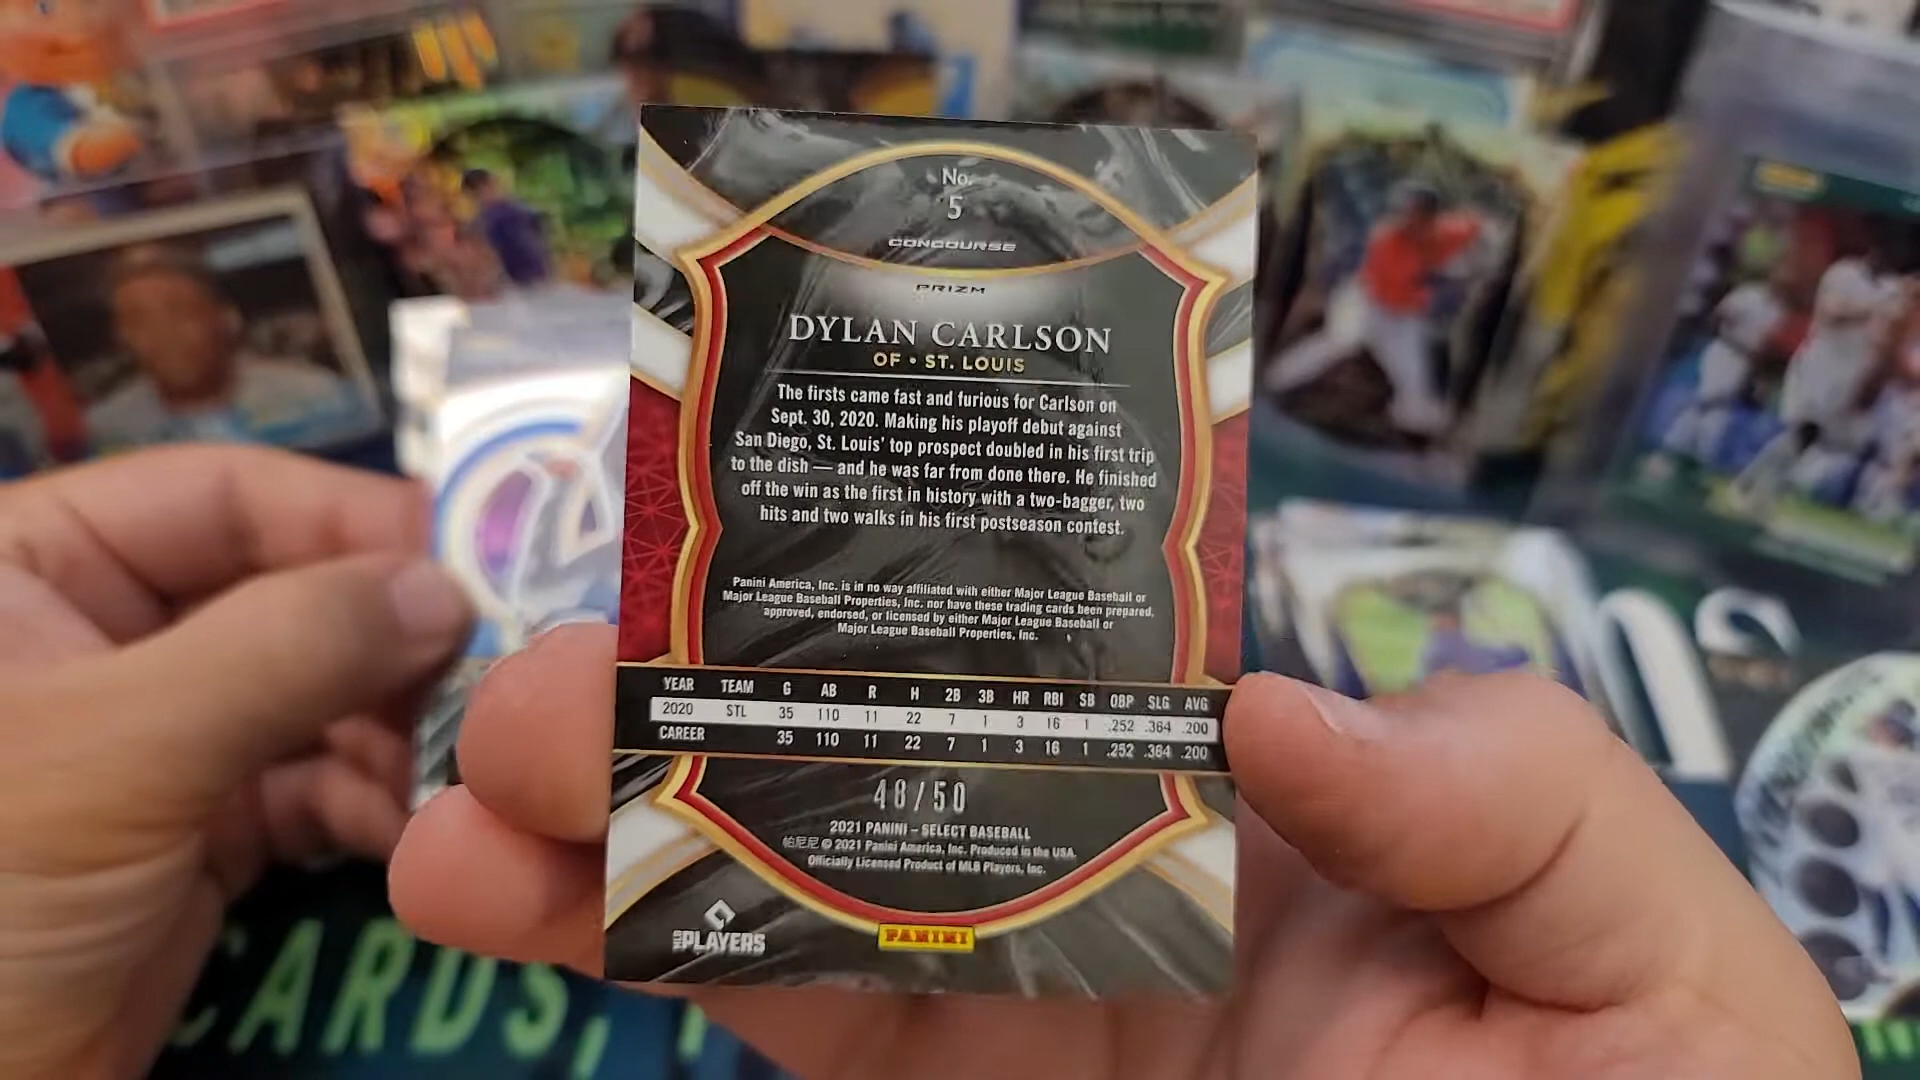 No.
5
CONCOURSE
PRIZM
DYLAN CARLSON
OF • ST. LOUIS
The firsts came fast and furious for Carlson on
Sept. 30, 2020. Making his playoff debut against
San Diego, St. Louis' top prospect doubled in his first trip
to the dish — and he was far from done there. He finished
off the win as the first in history with a two-bagger, two
hits and two walks in his first postseason contest.
Panini America, Inc. is in no way affiliated with either Major League Baseball or
Major League Baseball Properties, Inc. nor have these trading cards been prepared,
approved, endorsed, or licensed by either Major League Baseball or
Major League Baseball Properties, Inc.
YEAR TEAM G AB R H 2B 3B HR RBI SB OBP SLG AVG
2020 STL 35 110 11 22 7 1 3 16 1 .252 .364 .200
CAREER 35 110 11 22 7 1 3 16 1 .252 .364 .200
48/50
2021 PANINI – SELECT BASEBALL
帕尼尼 © 2021 Panini America, Inc. Produced in the USA.
Officially Licensed Product of MLB Players, Inc.
MLB PLAYERS
PANINI
CARDS,